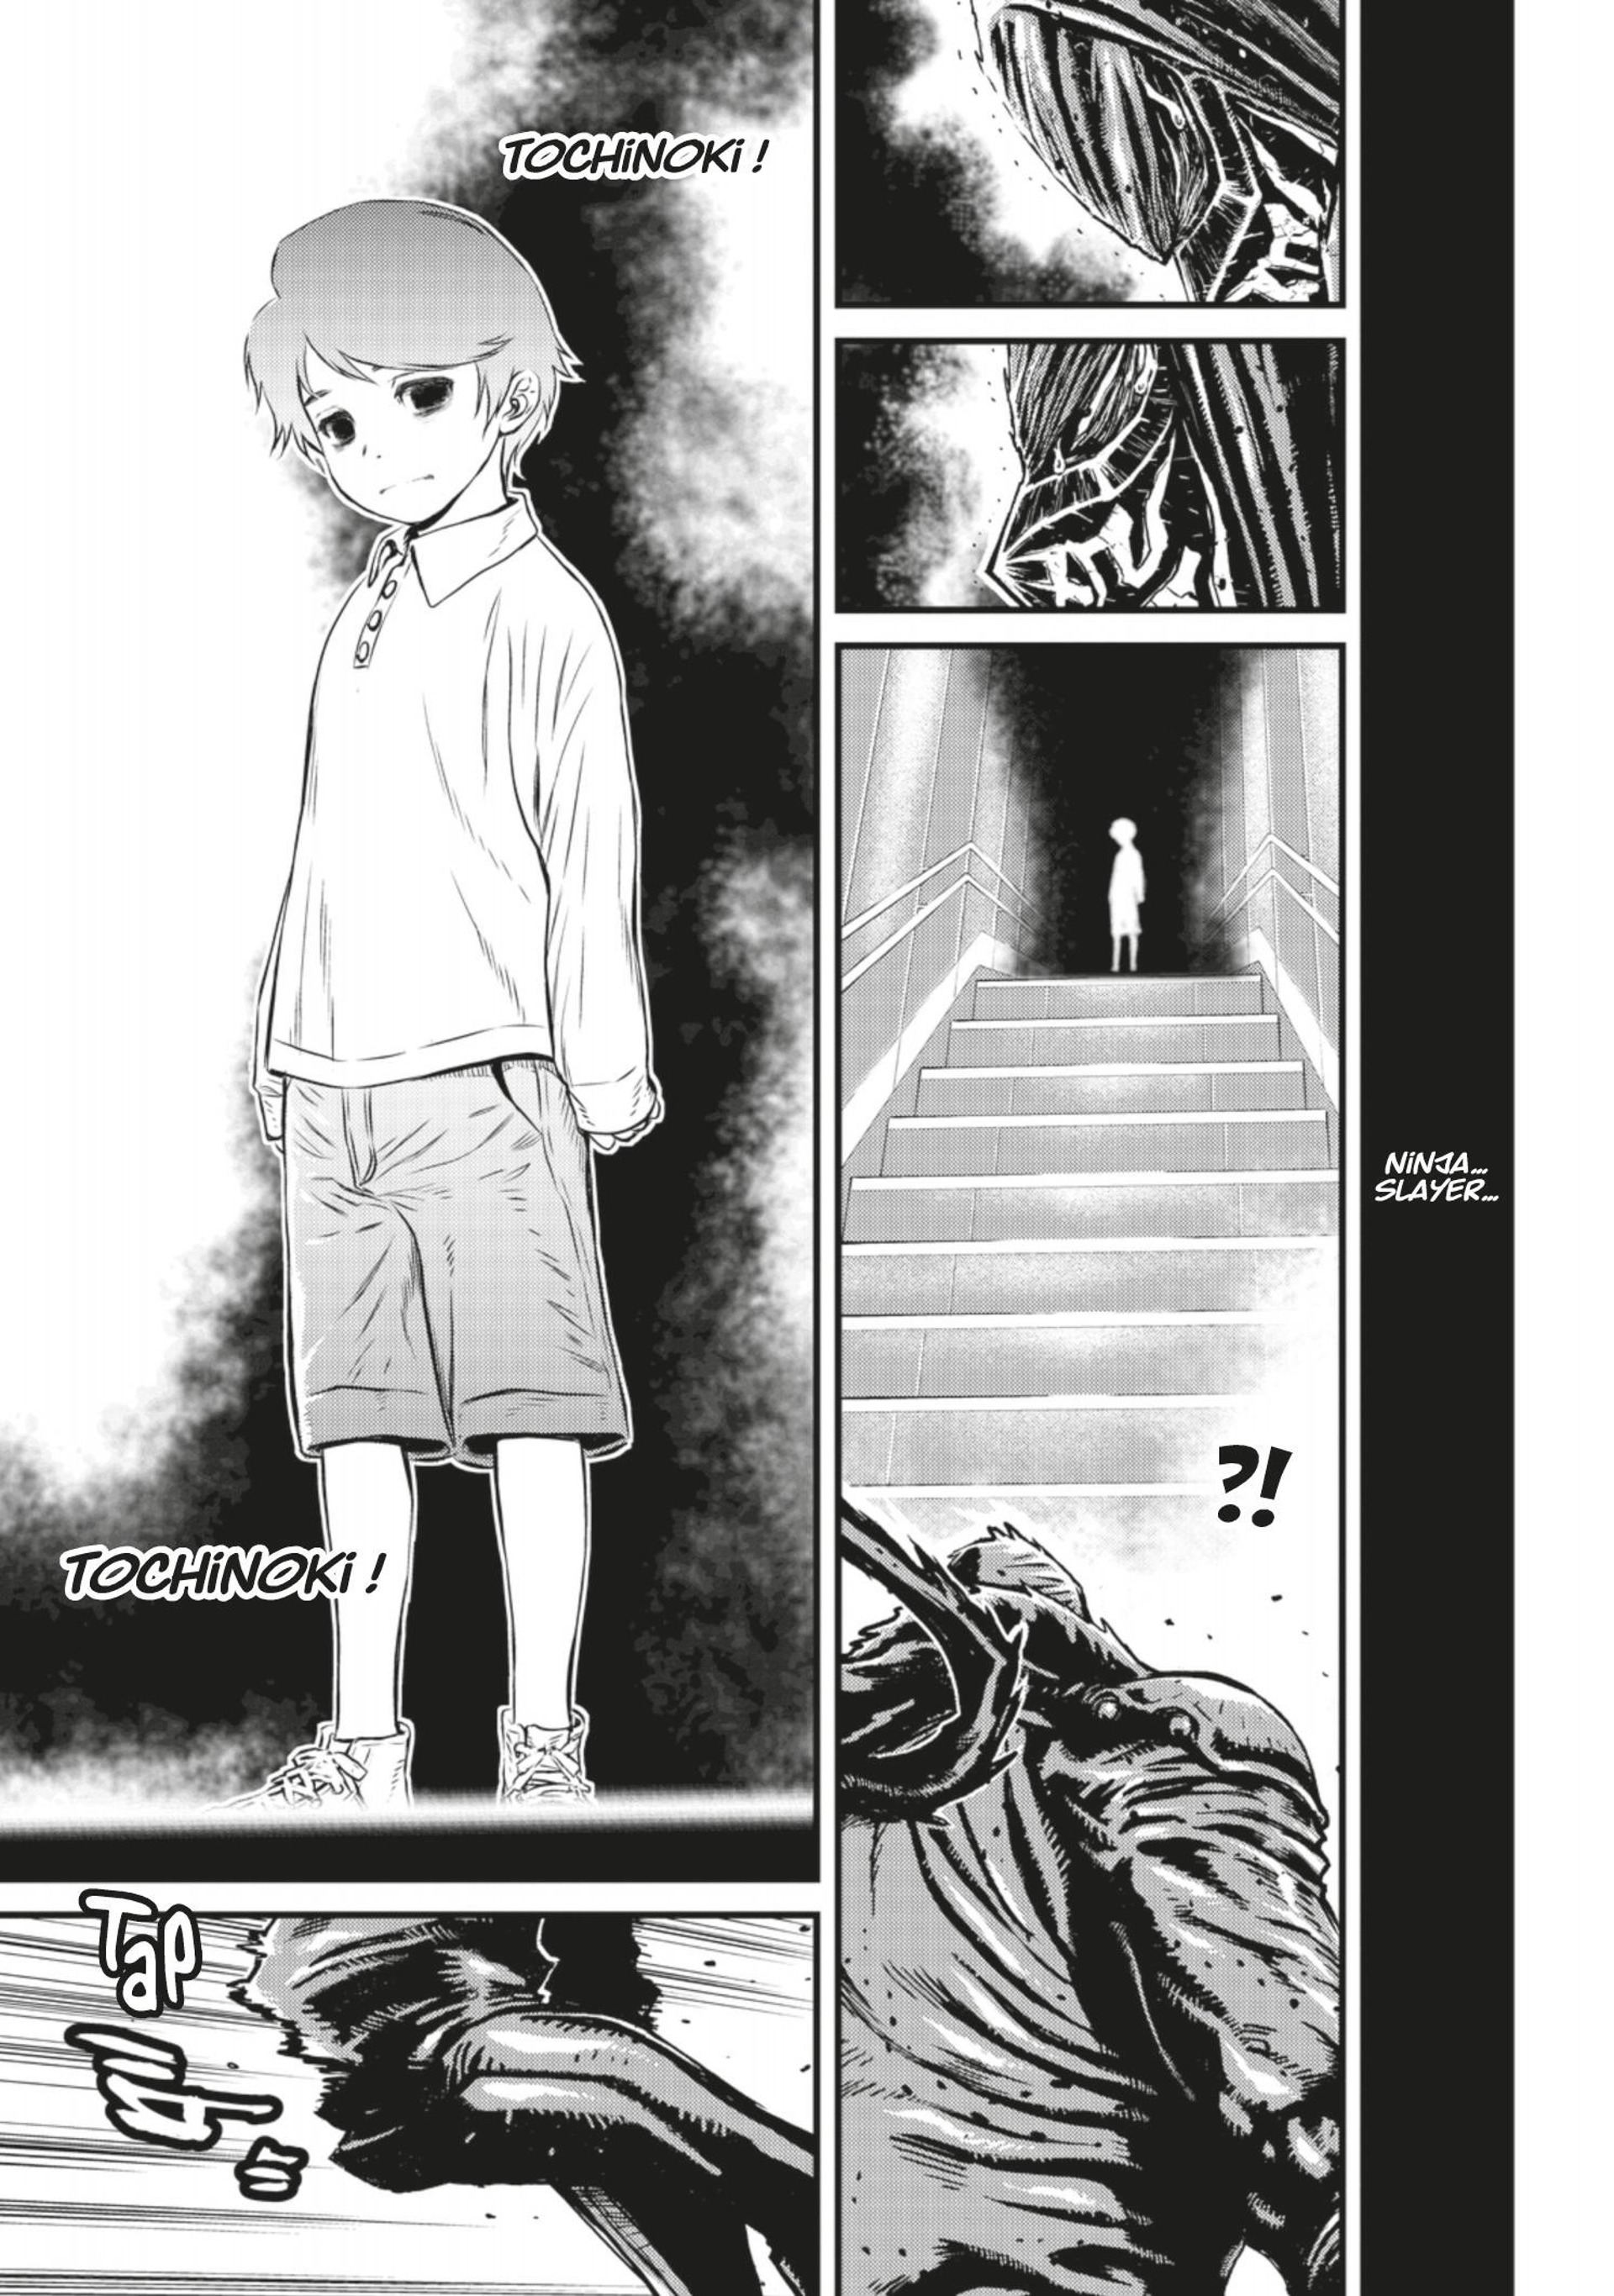 NiNJA...
SLAYER...
?!
TOCHiNOKi !
TOCHiNOKi !
Tap